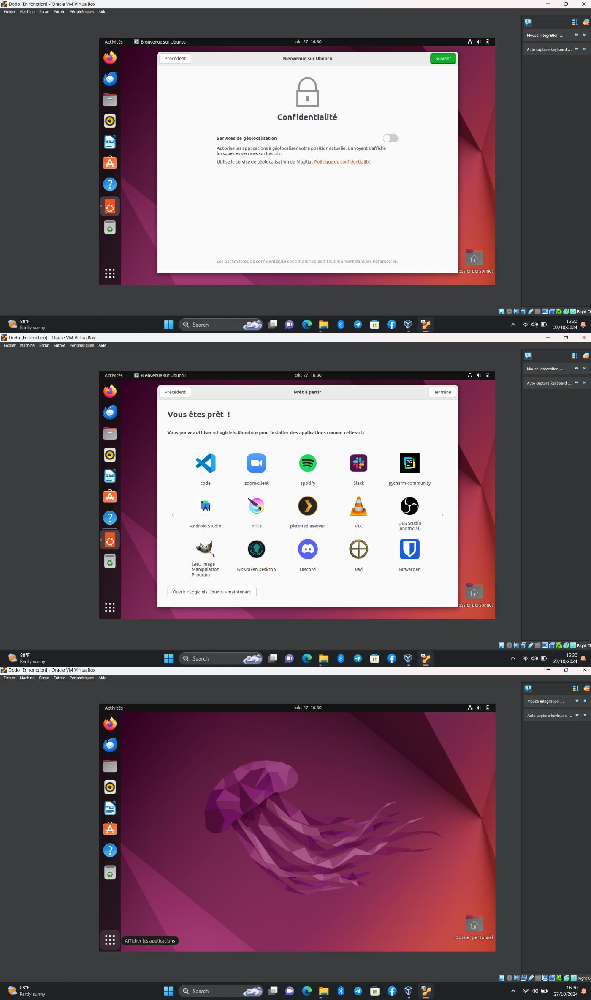 Dodo [En fonction] - Oracle VM VirtualBox
Fichier Machine Écran Entrée Périphériques Aide
Mouse integration ...
Auto capture keyboard ...
Activités Bienvenue sur Ubuntu okt 27 16:30
Précédent Bienvenue sur Ubuntu Suivant
Confidentialité
Services de géolocalisation
Autorise les applications à géolocaliser votre position actuelle. Un voyant s'affiche
lorsque ces services sont actifs.
Utilise le service de géolocalisation de Mozilla : Politique de confidentialité
Les paramètres de confidentialité sont modifiables à tout moment dans les Paramètres.
ossier personnel
Right Ct
88°F
Partly sunny
Search
16:30
27/10/2024
Dodo [En fonction] - Oracle VM VirtualBox
Fichier Machine Écran Entrée Périphériques Aide
Mouse integration ...
Auto capture keyboard ...
Activités Bienvenue sur Ubuntu okt 27 16:30
Précédent Prêt à partir Terminé
Vous êtes prêt !
Vous pouvez utiliser « Logiciels Ubuntu » pour installer des applications comme celles-ci :
PC
code zoom-client spotify Slack pycharm-community
Android Studio Krita plexmediaserver VLC OBS Studio
(unofficial)
GNU Image
Manipulation
Program
GitKraken Desktop Discord 0ad Bitwarden
Ouvrir « Logiciels Ubuntu » maintenant
ossier personnel
Right Ct
88°F
Partly sunny
Search
16:30
27/10/2024
Dodo [En fonction] - Oracle VM VirtualBox
Fichier Machine Écran Entrée Périphériques Aide
Mouse integration ...
Auto capture keyboard ...
Activités okt 27 16:30
Dossier personnel
Afficher les applications
Right C
88°F
Partly sunny
Search
16:30
27/10/2024